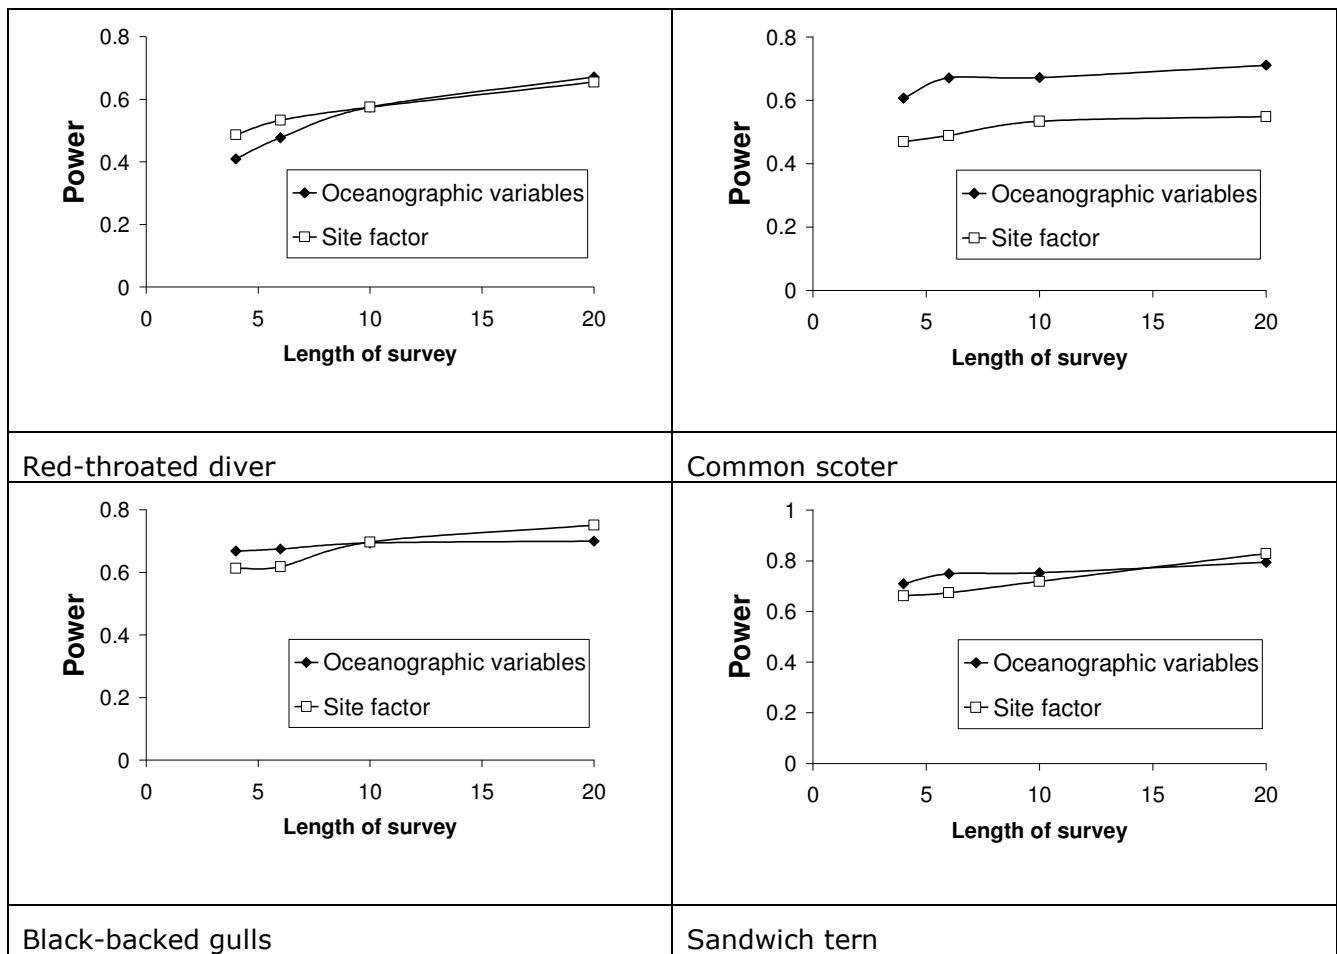 0.8
0.6
0.4
0.2
0
Power
Oceanographic variables
Site factor
0 5 10 15 20
Length of survey
0.8
0.6
0.4
0.2
0
Power
Oceanographic variables
Site factor
0 5 10 15 20
Length of survey
Red-throated diver
Common scoter
0.8
0.6
0.4
0.2
0
Power
Oceanographic variables
Site factor
0 5 10 15 20
Length of survey
1
0.8
0.6
0.4
0.2
0
Power
Oceanographic variables
Site factor
0 5 10 15 20
Length of survey
Black-backed gulls
Sandwich tern